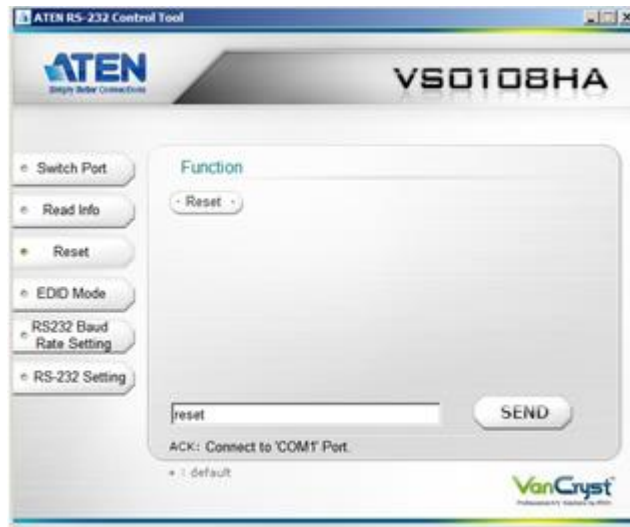 ATEN RS-232 Control Tool
ATEN
Simply Better Connections
VS0108HA
Switch Port
Read Info
Reset
EDID Mode
RS232 Baud
Rate Setting
RS-232 Setting
Function
Reset
reset
SEND
ACK: Connect to 'COM1' Port.
* : default
VanCryst